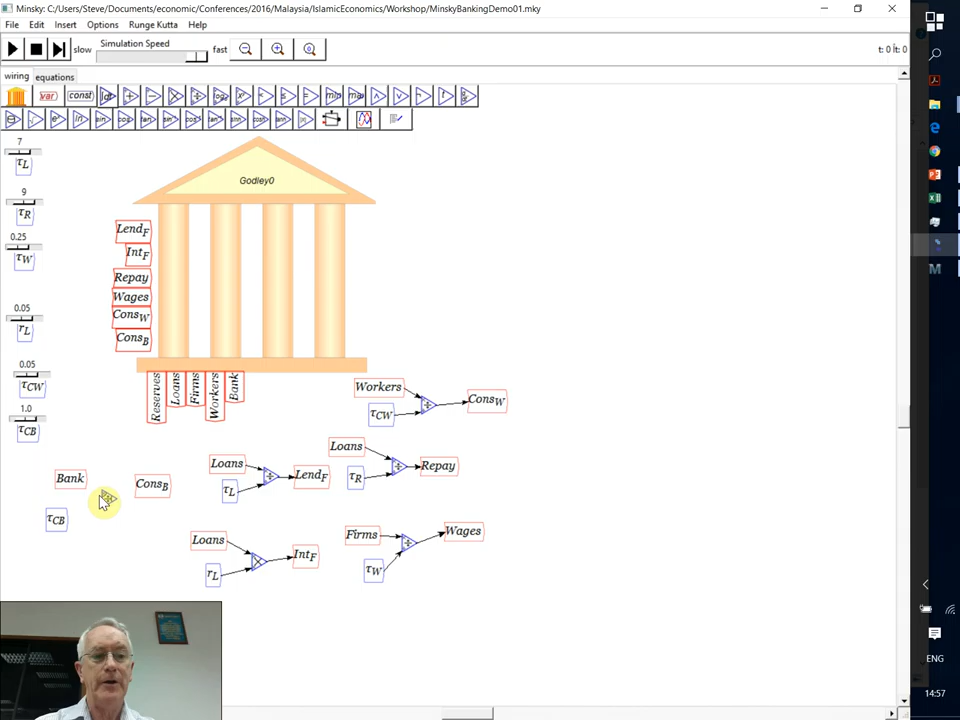 Minsky: C:/Users/Steve/Documents/economic/Conferences/2016/Malaysia/IslamicEconomics/Workshop/MinskyBankingDemo01.mky
File Edit Insert Options Runge Kutta Help
slow Simulation Speed fast
wiring equations
var const
7
τL
9
τR
0.25
τW
0.05
rL
0.05
τCW
1.0
τCB
Godley0
LendF
IntF
Repay
Wages
ConsW
ConsB
Reserves Loans Firms Workers Bank
Workers
τCW
ConsW
Loans
τR
Repay
Loans
τL
LendF
Bank
τCB
ConsB
Loans
rL
IntF
Firms
τW
Wages
ENG
14:57